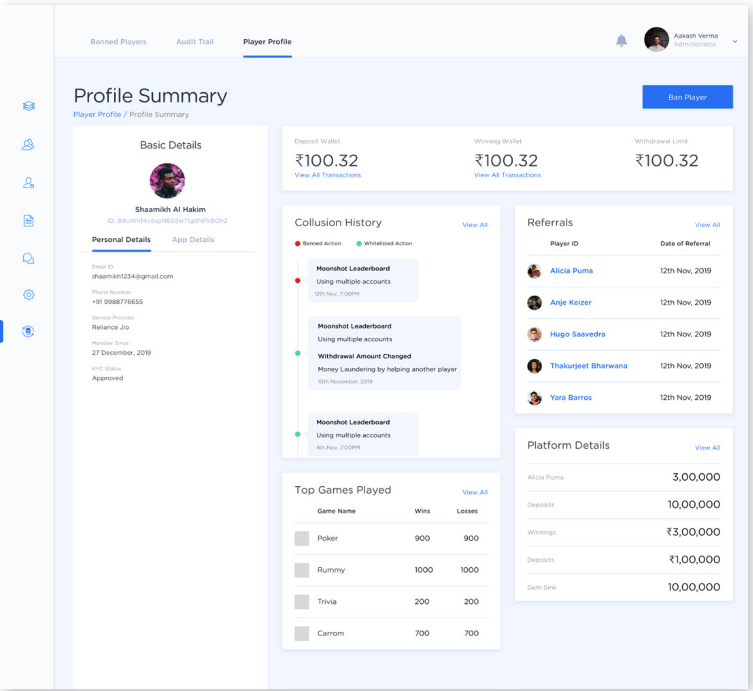 Banned Players Audit Trail Player Profile
Aakash Verma
Administrator
Profile Summary
Player Profile / Profile Summary
Ban Player
Basic Details
Shaamikh Al Hakim
Personal Details App Details
Email ID
shaamikh1234@gmail.com
Phone Number
+91 9988776655
Service Provider
Reliance Jio
Member Since
27 December, 2019
KYC Status
Approved
Deposit Wallet
₹100.32
View All Transactions
Winning Wallet
₹100.32
View All Transactions
Withdrawal Limit
₹100.32
Collusion History View All
Banned Action Whitelisted Action
Moonshot Leaderboard
Using multiple accounts
12th Nov, 7:00PM
Moonshot Leaderboard
Using multiple accounts
Withdrawal Amount Changed
Money Laundering by helping another player
10th November, 2019
Moonshot Leaderboard
Using multiple accounts
4th Nov, 7:00PM
Top Games Played View All
Game Name Wins Losses
Poker 900 900
Rummy 1000 1000
Trivia 200 200
Carrom 700 700
Referrals View All
Player ID Date of Referral
Alicia Puma 12th Nov, 2019
Anje Keizer 12th Nov, 2019
Hugo Saavedra 12th Nov, 2019
Thakurjeet Bharwana 12th Nov, 2019
Yara Barros 12th Nov, 2019
Platform Details View All
Alicia Puma 3,00,000
Deposits 10,00,000
Winnings ₹3,00,000
Deposits ₹1,00,000
Gem Sink 10,00,000